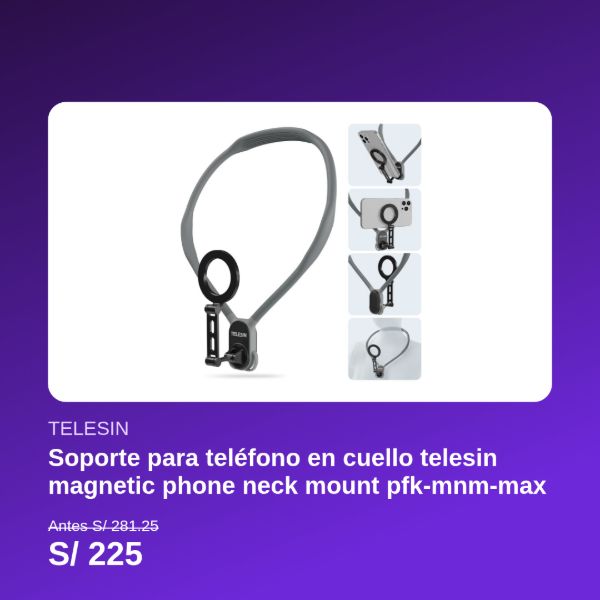 TELESIN
TELESIN
Soporte para teléfono en cuello telesin
magnetic phone neck mount pfk-mnm-max
Antes S/ 281.25
S/ 225